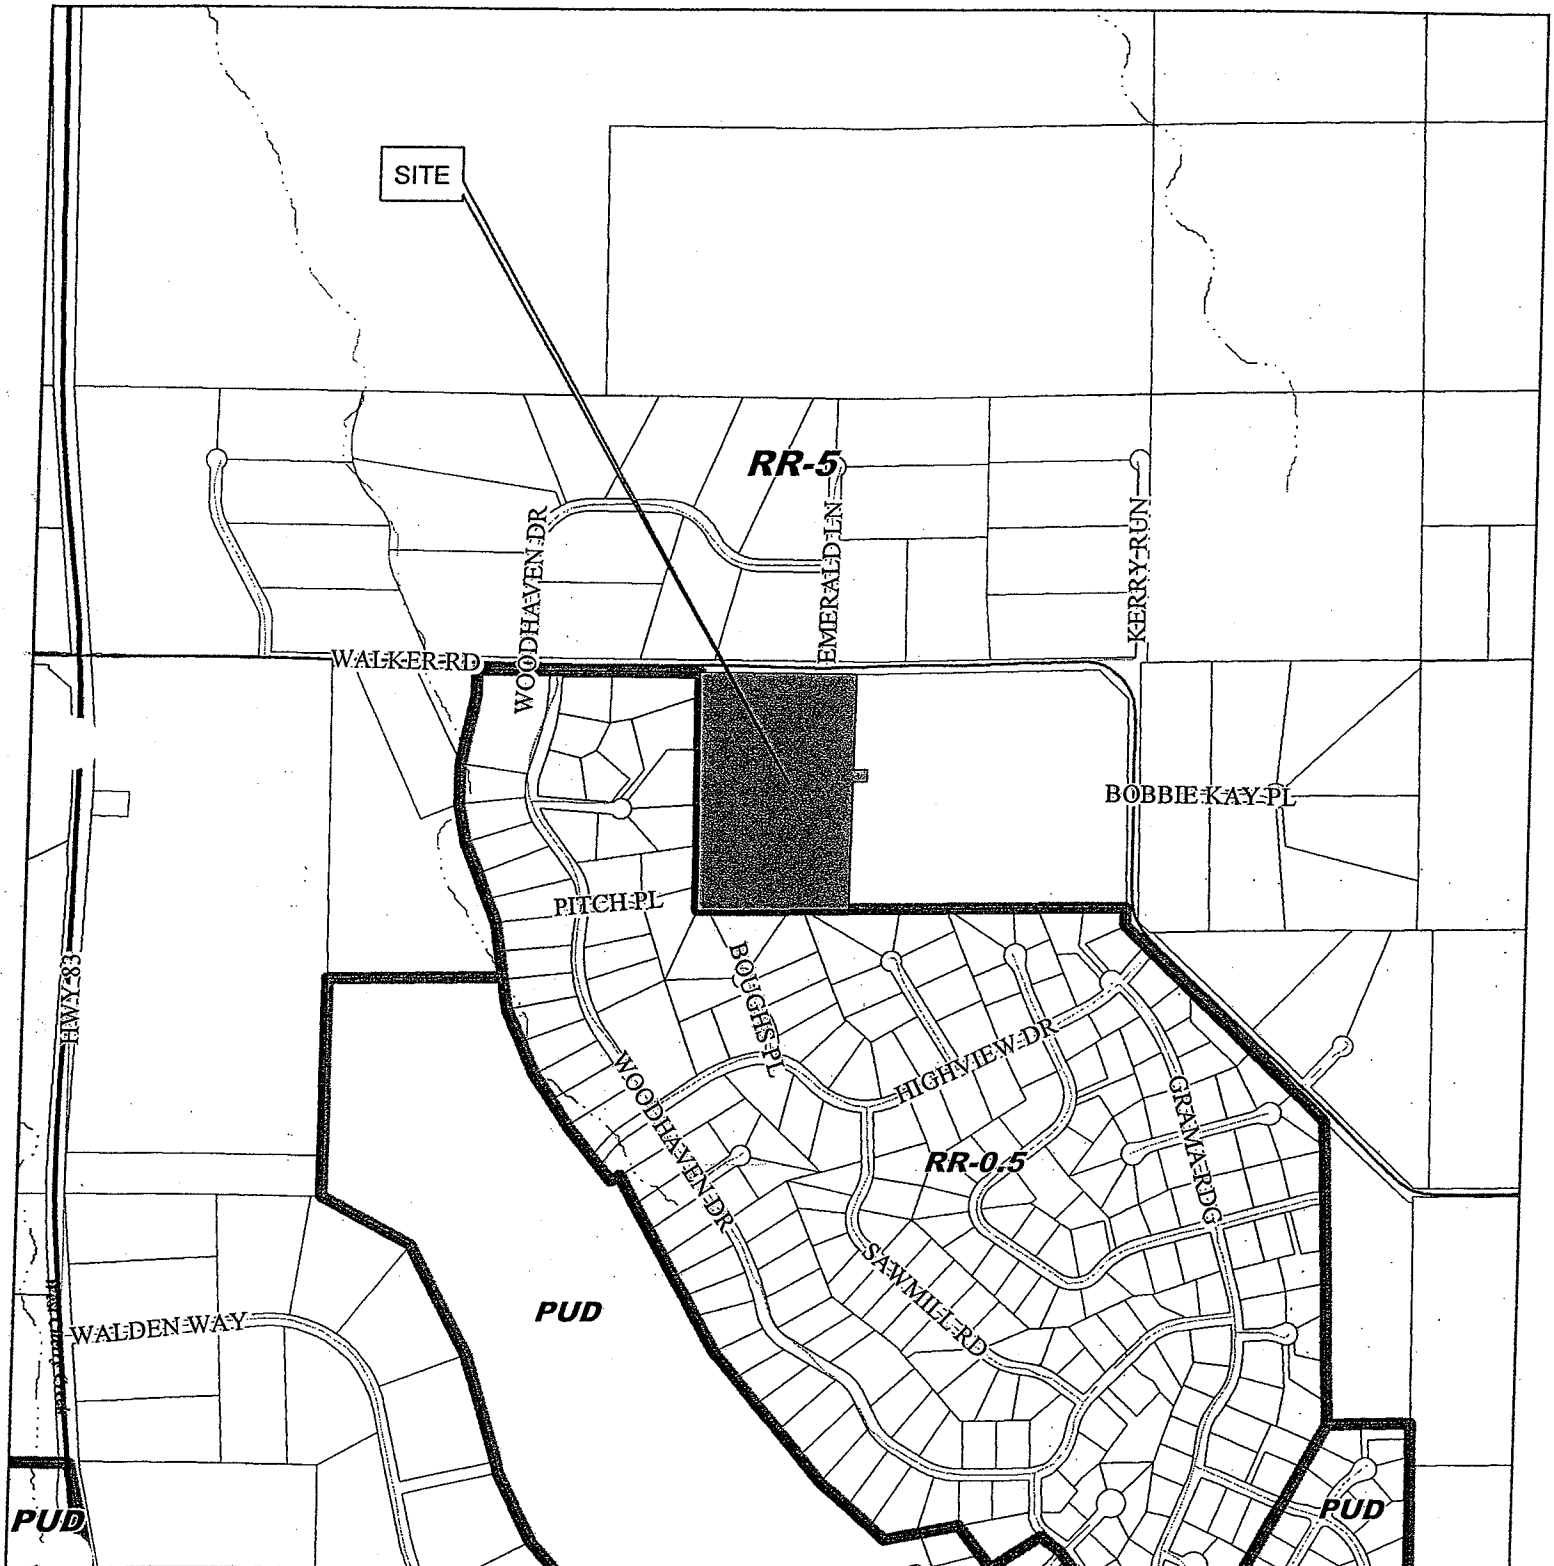 SITE
RR-5
WOODHAVEN DR
EMERALD LN
KERRY RUN
WALKER RD
BOBBIE KAY PL
PITCH PL
BOUGHS PL
HWY 83
WOODHAVEN DR
HIGHVIEW DR
GRAMA RDG
RR-0.5
SAWMILL RD
PUD
WALDEN WAY
PUD
PUD